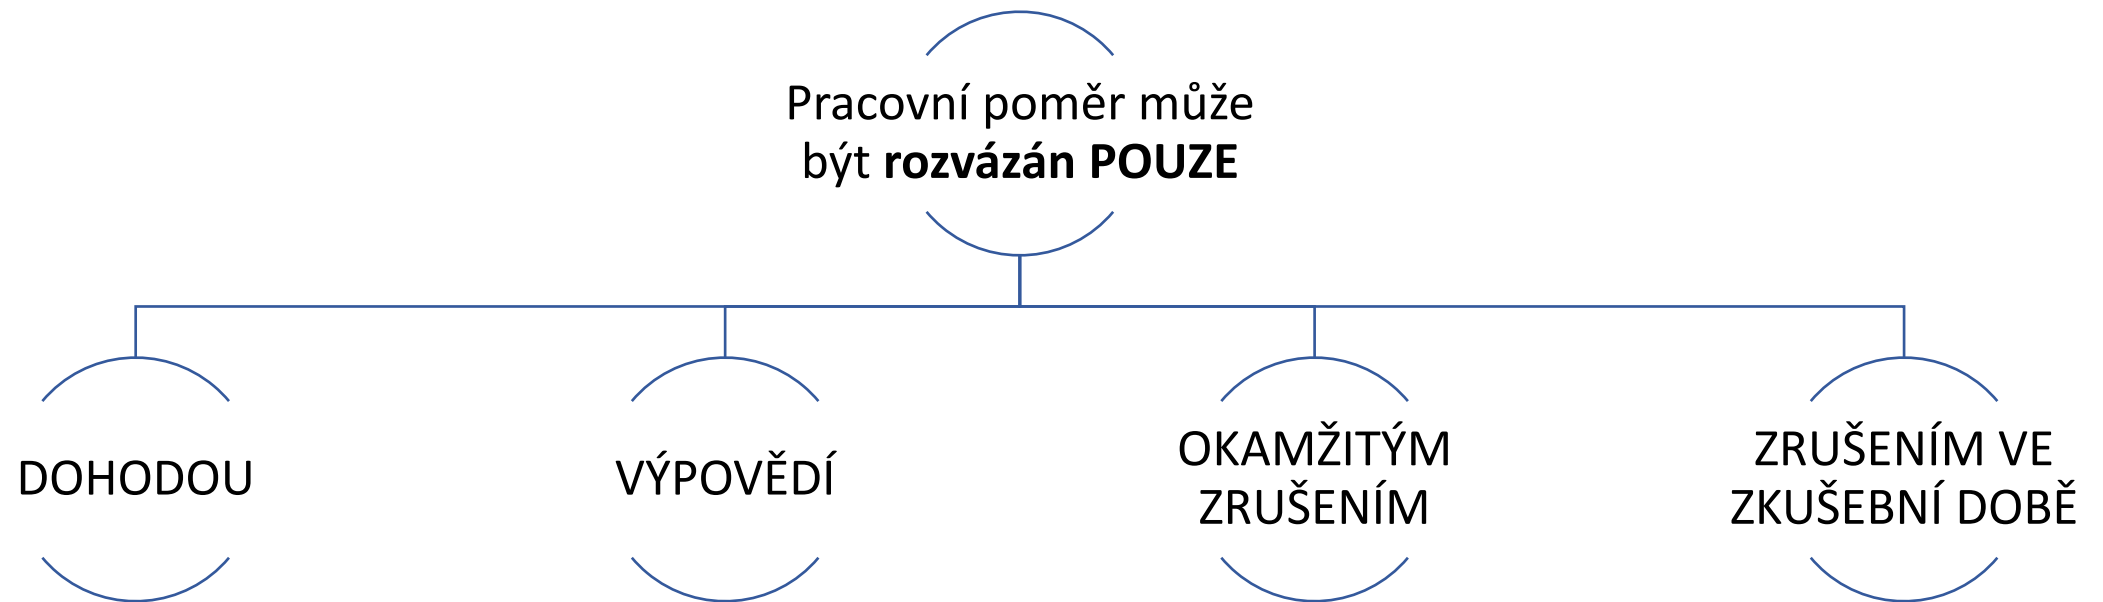 Pracovní poměr může
být rozvázán POUZE
DOHODOU
VÝPOVĚDÍ
OKAMŽITÝM
ZRUŠENÍM
ZRUŠENÍM VE
ZKUŠEBNÍ DOBĚ